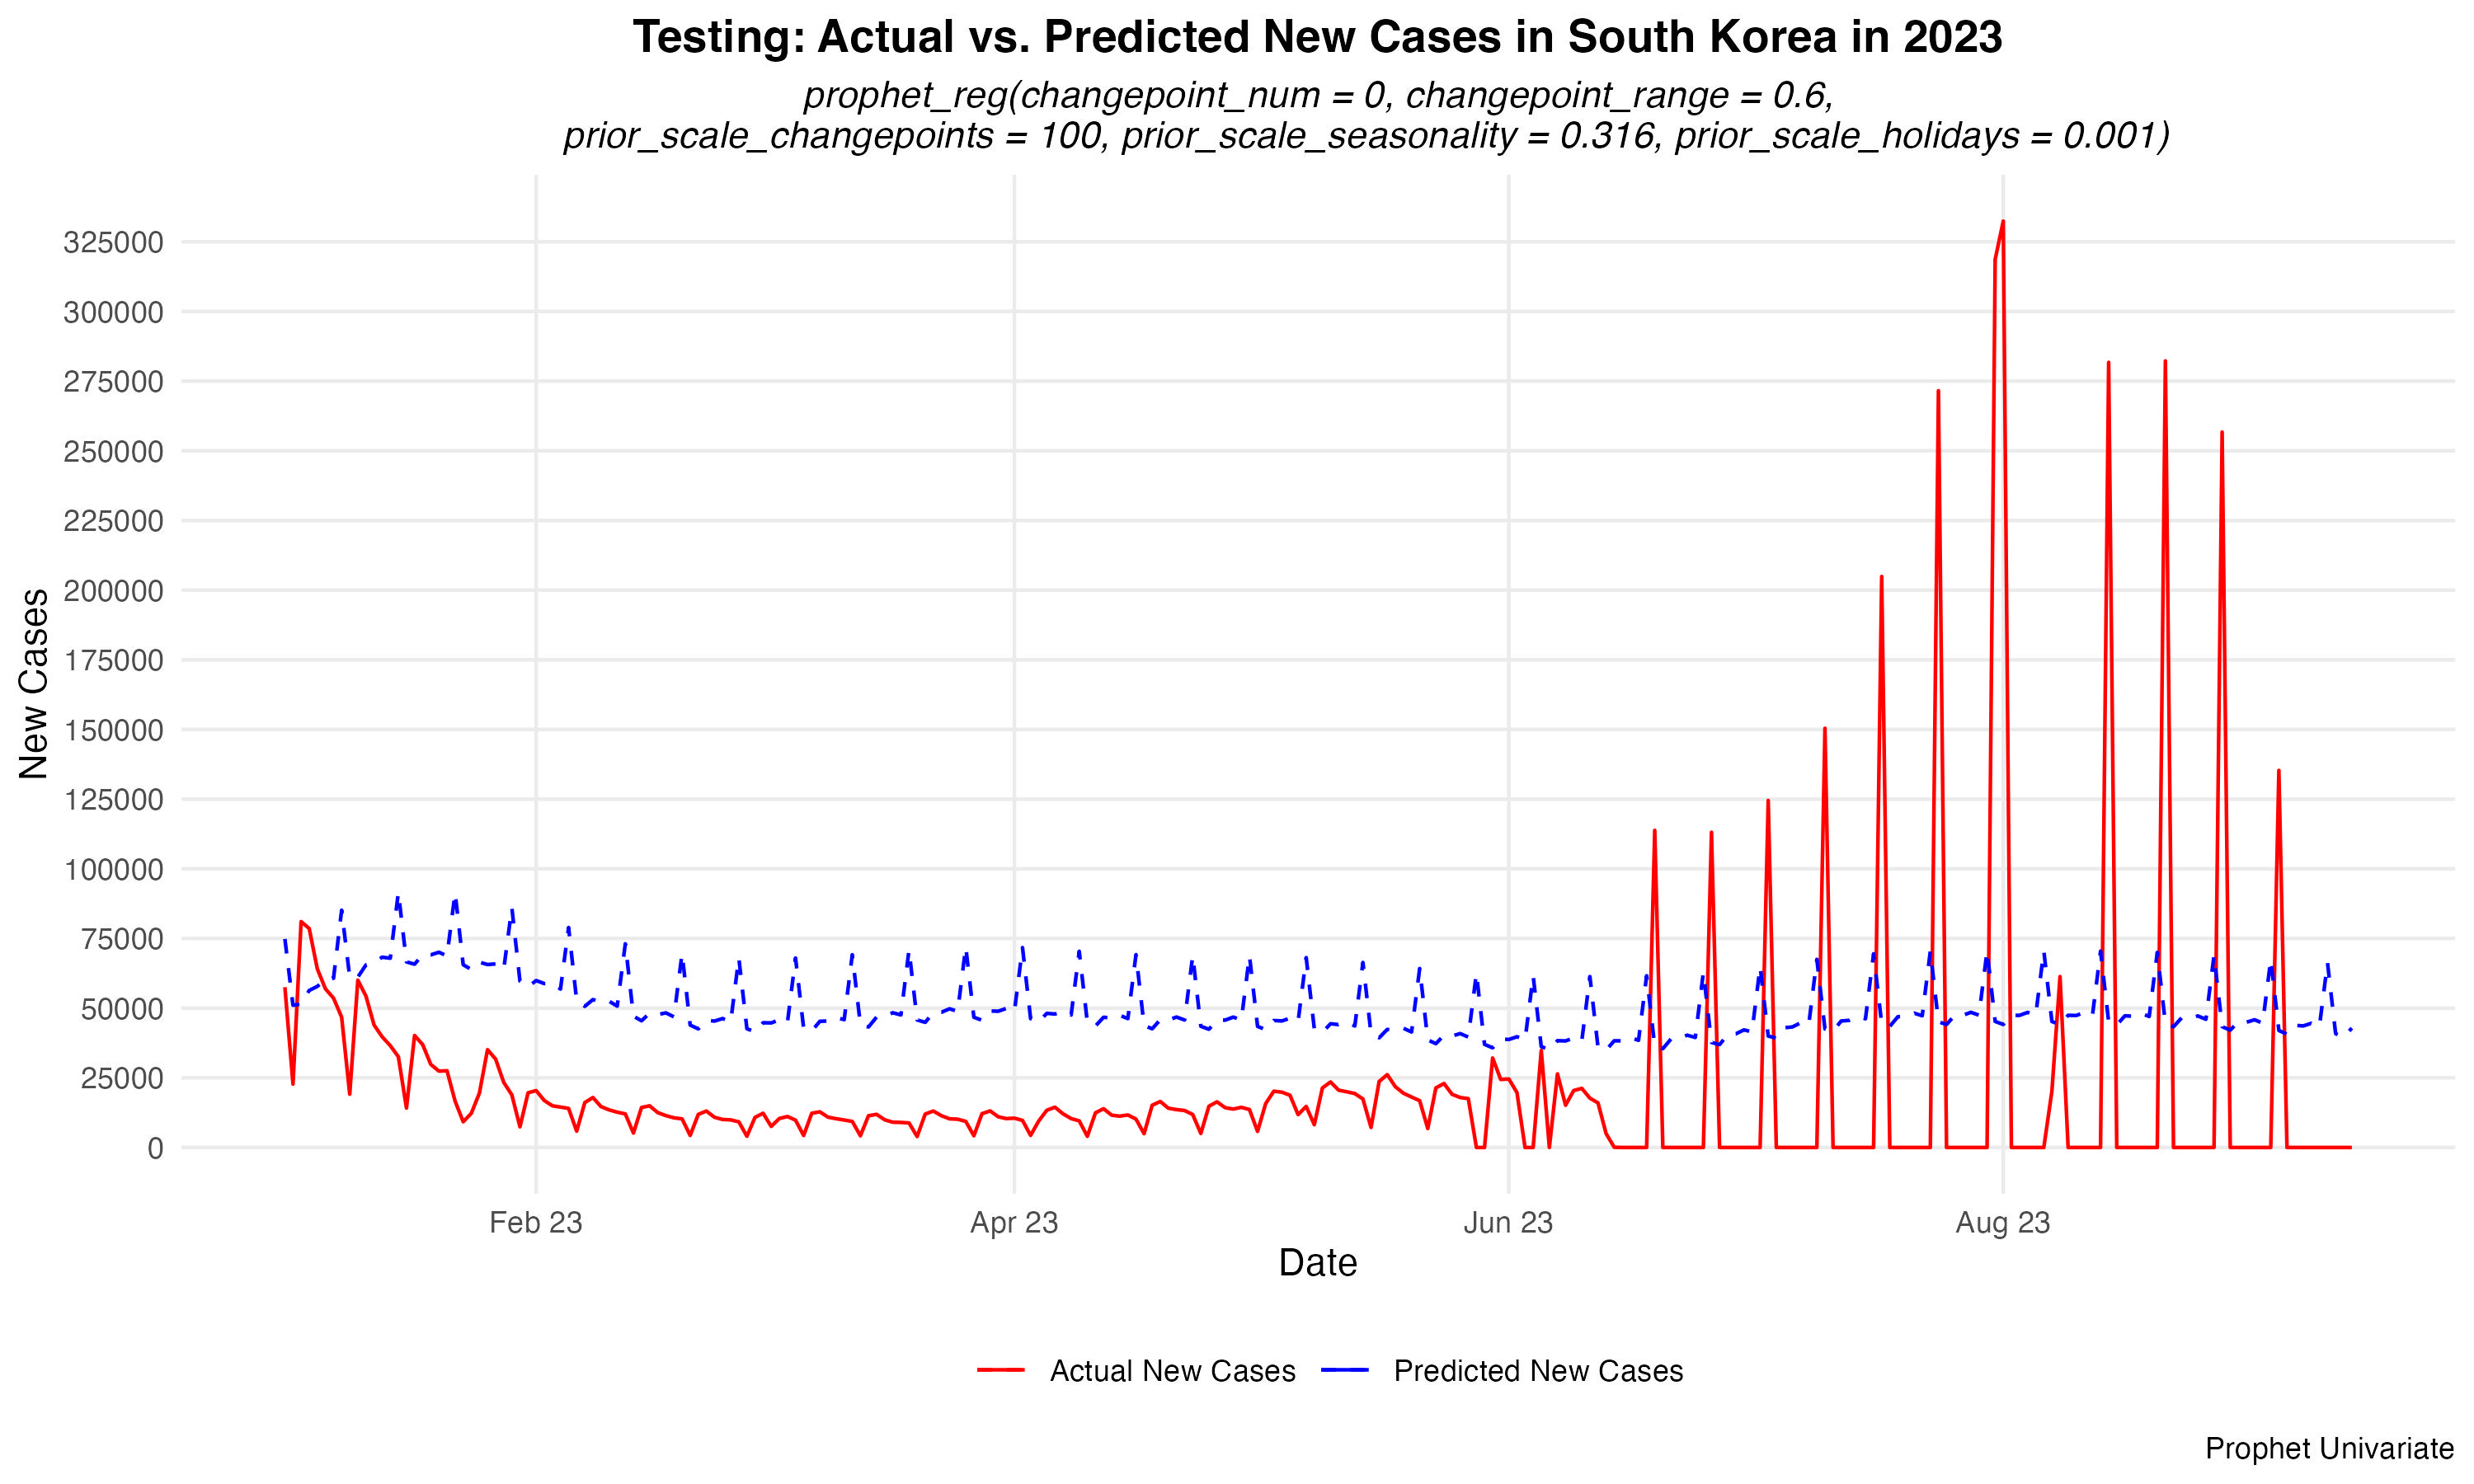 Testing: Actual vs. Predicted New Cases in South Korea in 2023
prophet_reg(changepoint_num = 0, changepoint_range = 0.6,
prior_scale_changepoints = 100, prior_scale_seasonality = 0.316, prior_scale_holidays = 0.001)
New Cases
325000
300000
275000
250000
225000
200000
175000
150000
125000
100000
75000
50000
25000
0
Feb 23 Apr 23 Jun 23 Aug 23
Date
Actual New Cases Predicted New Cases
Prophet Univariate